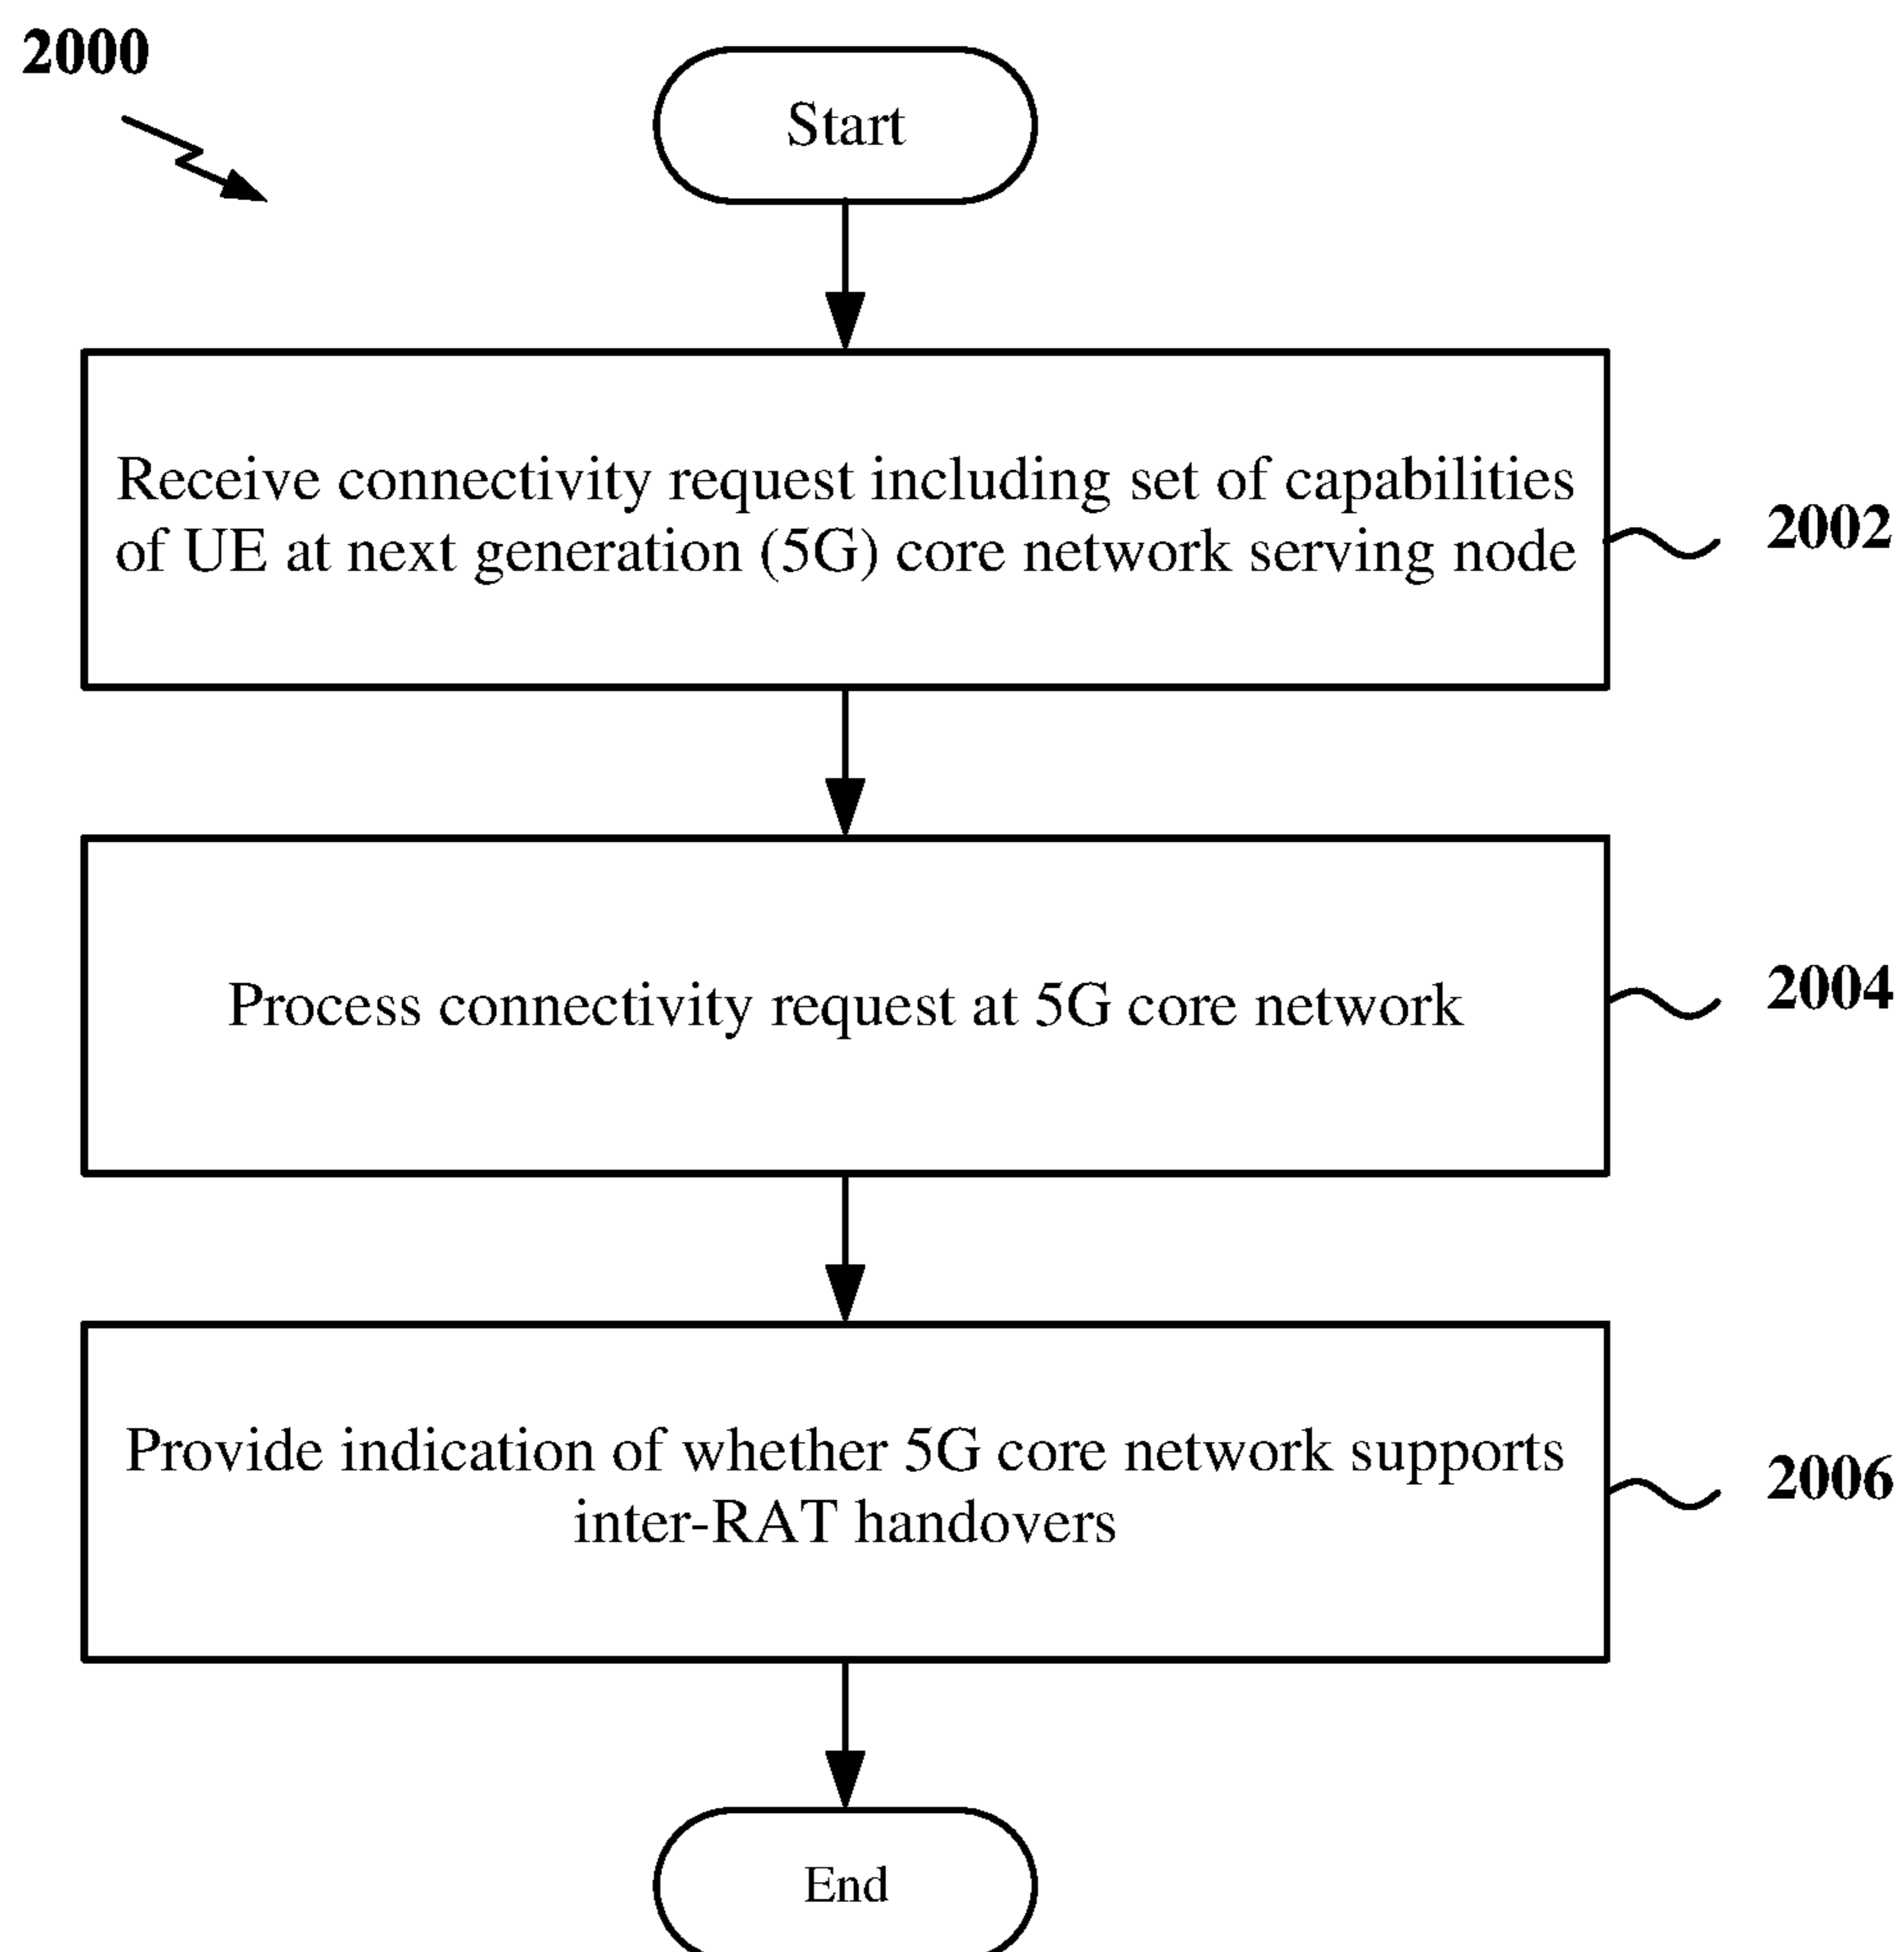 2000
Start
Receive connectivity request including set of capabilities
of UE at next generation (5G) core network serving node
2002
Process connectivity request at 5G core network
2004
Provide indication of whether 5G core network supports
inter-RAT handovers
2006
End